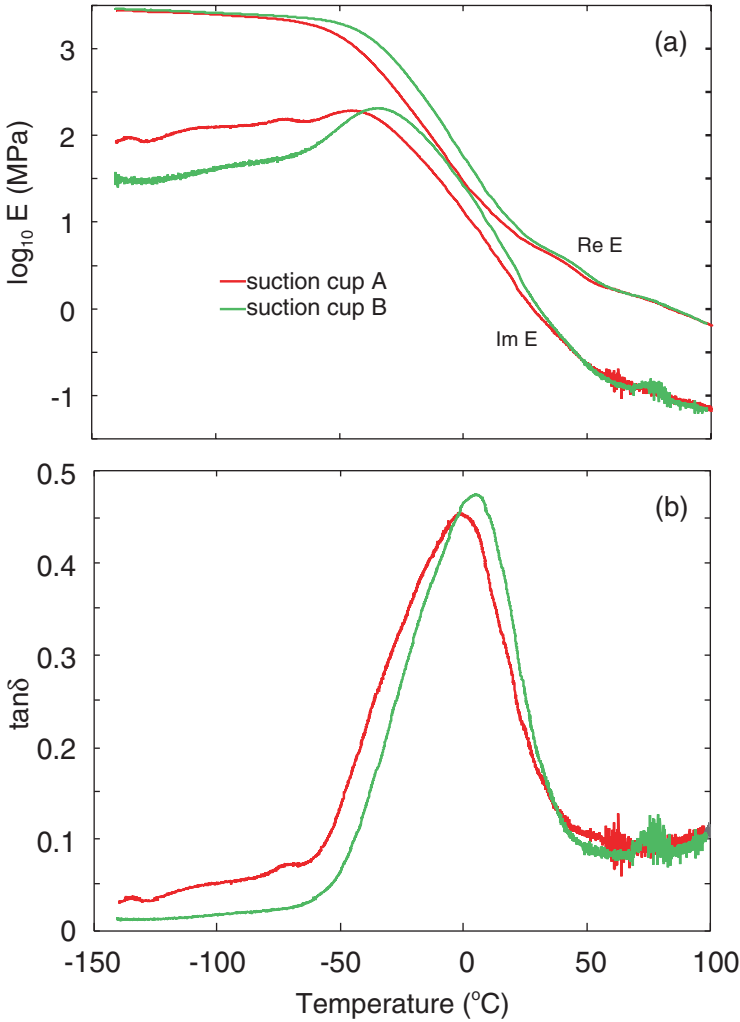 (a)
3
2
1
0
-1
log10 E (MPa)
Re E
suction cup A
suction cup B
Im E
(b)
0.5
0.4
0.3
0.2
0.1
0
tanδ
-150 -100 -50 0 50 100
Temperature (°C)